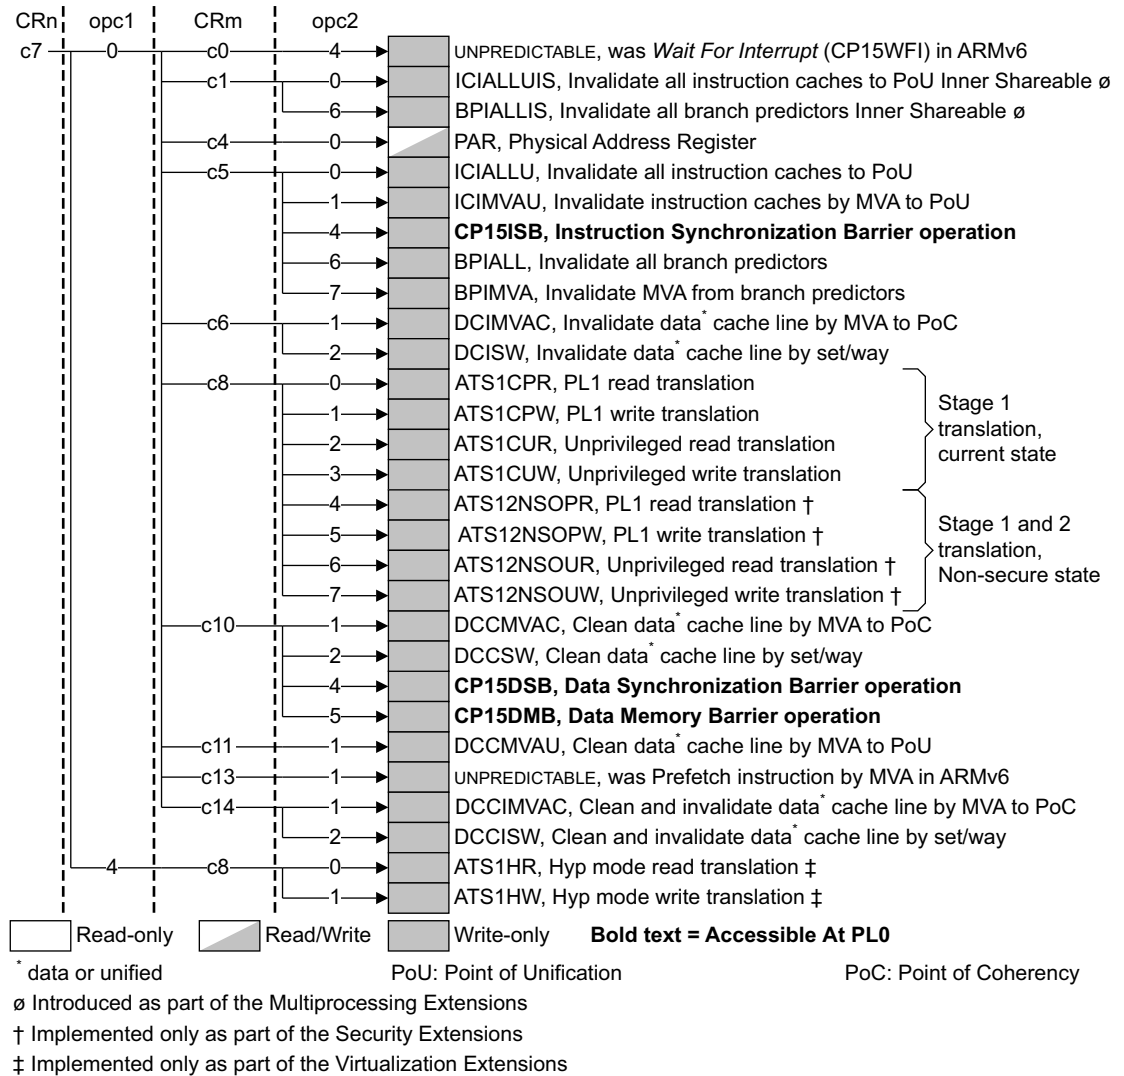 CRn opc1 CRm opc2
c7 0 c0 4 UNPREDICTABLE, was Wait For Interrupt (CP15WFI) in ARMv6
c1 0 ICIALLUIS, Invalidate all instruction caches to PoU Inner Shareable ø
6 BPIALLIS, Invalidate all branch predictors Inner Shareable ø
c4 0 PAR, Physical Address Register
c5 0 ICIALLU, Invalidate all instruction caches to PoU
1 ICIMVAU, Invalidate instruction caches by MVA to PoU
4 CP15ISB, Instruction Synchronization Barrier operation
6 BPIALL, Invalidate all branch predictors
7 BPIMVA, Invalidate MVA from branch predictors
c6 1 DCIMVAC, Invalidate data* cache line by MVA to PoC
2 DCISW, Invalidate data* cache line by set/way
c8 0 ATS1CPR, PL1 read translation
1 ATS1CPW, PL1 write translation
2 ATS1CUR, Unprivileged read translation
3 ATS1CUW, Unprivileged write translation
Stage 1
translation,
current state
4 ATS12NSOPR, PL1 read translation †
5 ATS12NSOPW, PL1 write translation †
6 ATS12NSOUR, Unprivileged read translation †
7 ATS12NSOUW, Unprivileged write translation †
Stage 1 and 2
translation,
Non-secure state
c10 1 DCCMVAC, Clean data* cache line by MVA to PoC
2 DCCSW, Clean data* cache line by set/way
4 CP15DSB, Data Synchronization Barrier operation
5 CP15DMB, Data Memory Barrier operation
c11 1 DCCMVAU, Clean data* cache line by MVA to PoU
c13 1 UNPREDICTABLE, was Prefetch instruction by MVA in ARMv6
c14 1 DCCIMVAC, Clean and invalidate data* cache line by MVA to PoC
2 DCCISW, Clean and invalidate data* cache line by set/way
4 c8 0 ATS1HR, Hyp mode read translation ‡
1 ATS1HW, Hyp mode write translation ‡
Read-only Read/Write Write-only Bold text = Accessible At PL0
* data or unified PoU: Point of Unification PoC: Point of Coherency
ø Introduced as part of the Multiprocessing Extensions
† Implemented only as part of the Security Extensions
‡ Implemented only as part of the Virtualization Extensions